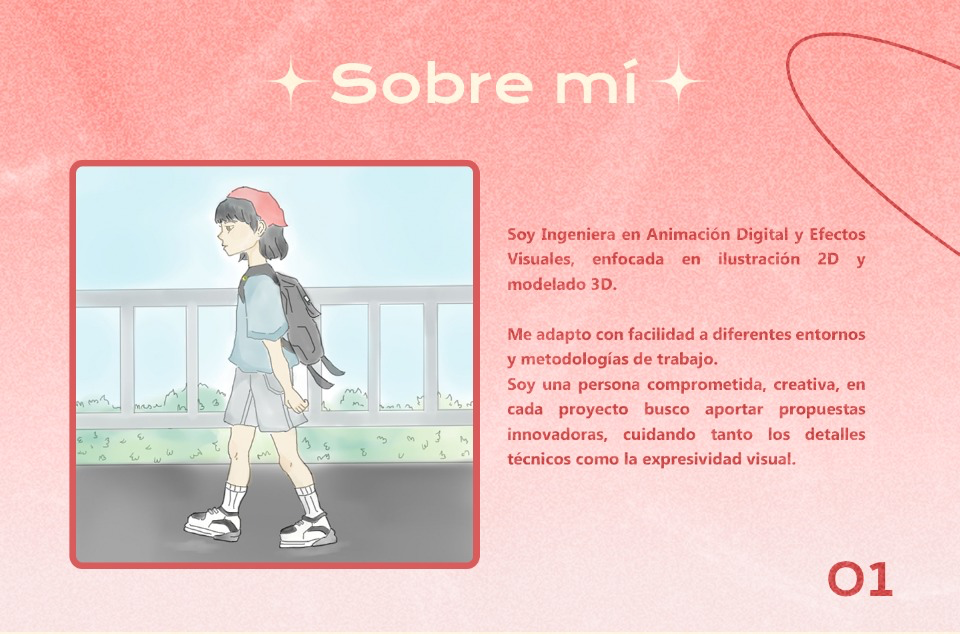 Sobre mí
Soy Ingeniera en Animación Digital y Efectos
Visuales, enfocada en ilustración 2D y
modelado 3D.
Me adapto con facilidad a diferentes entornos
y metodologías de trabajo.
Soy una persona comprometida, creativa, en
cada proyecto busco aportar propuestas
innovadoras, cuidando tanto los detalles
técnicos como la expresividad visual.
01